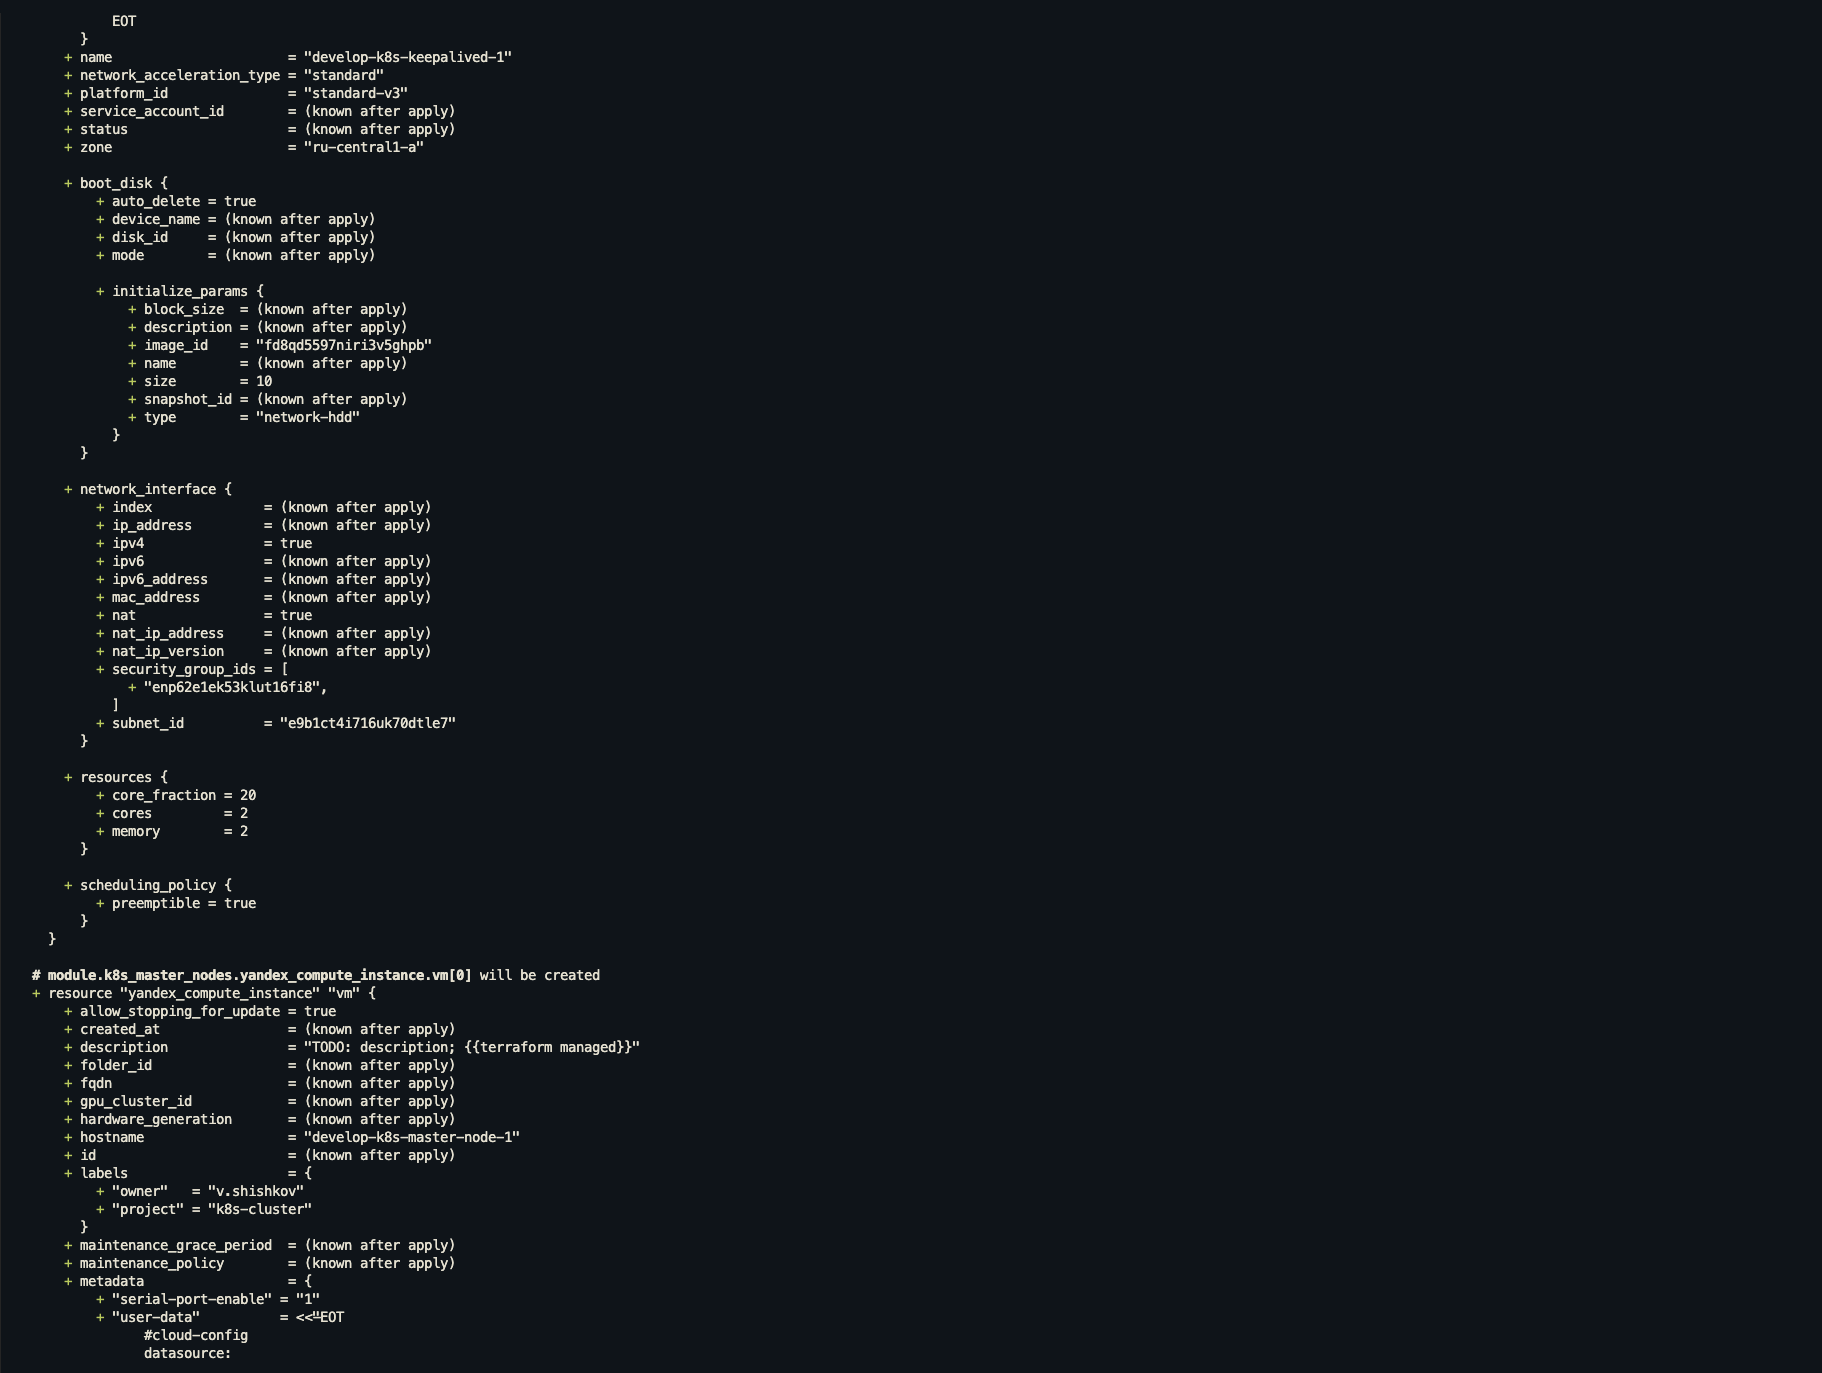 EOT
}
+ name                      = "develop-k8s-keepalived-1"
+ network_acceleration_type = "standard"
+ platform_id               = "standard-v3"
+ service_account_id        = (known after apply)
+ status                    = (known after apply)
+ zone                      = "ru-central1-a"
+ boot_disk {
+ auto_delete = true
+ device_name = (known after apply)
+ disk_id     = (known after apply)
+ mode        = (known after apply)
+ initialize_params {
+ block_size  = (known after apply)
+ description = (known after apply)
+ image_id    = "fd8qd5597niri3v5ghpb"
+ name        = (known after apply)
+ size        = 10
+ snapshot_id = (known after apply)
+ type        = "network-hdd"
}
}
+ network_interface {
+ index              = (known after apply)
+ ip_address         = (known after apply)
+ ipv4               = true
+ ipv6               = (known after apply)
+ ipv6_address       = (known after apply)
+ mac_address        = (known after apply)
+ nat                = true
+ nat_ip_address     = (known after apply)
+ nat_ip_version     = (known after apply)
+ security_group_ids = [
+ "enp62e1ek53klut16fi8",
]
+ subnet_id          = "e9b1ct4i716uk70dtle7"
}
+ resources {
+ core_fraction = 20
+ cores         = 2
+ memory        = 2
}
+ scheduling_policy {
+ preemptible = true
}
}
# module.k8s_master_nodes.yandex_compute_instance.vm[0] will be created
+ resource "yandex_compute_instance" "vm" {
+ allow_stopping_for_update = true
+ created_at                = (known after apply)
+ description               = "TODO: description; {{terraform managed}}"
+ folder_id                 = (known after apply)
+ fqdn                      = (known after apply)
+ gpu_cluster_id            = (known after apply)
+ hardware_generation       = (known after apply)
+ hostname                  = "develop-k8s-master-node-1"
+ id                        = (known after apply)
+ labels                    = {
+ "owner"   = "v.shishkov"
+ "project" = "k8s-cluster"
}
+ maintenance_grace_period  = (known after apply)
+ maintenance_policy        = (known after apply)
+ metadata                  = {
+ "serial-port-enable" = "1"
+ "user-data"          = <<-EOT
#cloud-config
datasource: